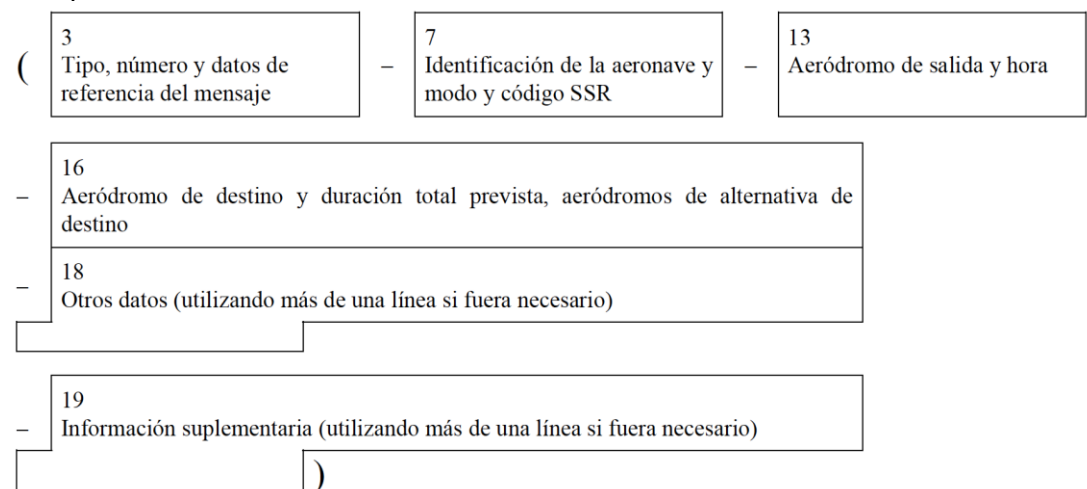 (
3
Tipo, número y datos de
referencia del mensaje
–
7
Identificación de la aeronave y
modo y código SSR
–
13
Aeródromo de salida y hora
–
16
Aeródromo de destino y duración total prevista, aeródromos de alternativa de
destino
–
18
Otros datos (utilizando más de una línea si fuera necesario)
–
19
Información suplementaria (utilizando más de una línea si fuera necesario)
)